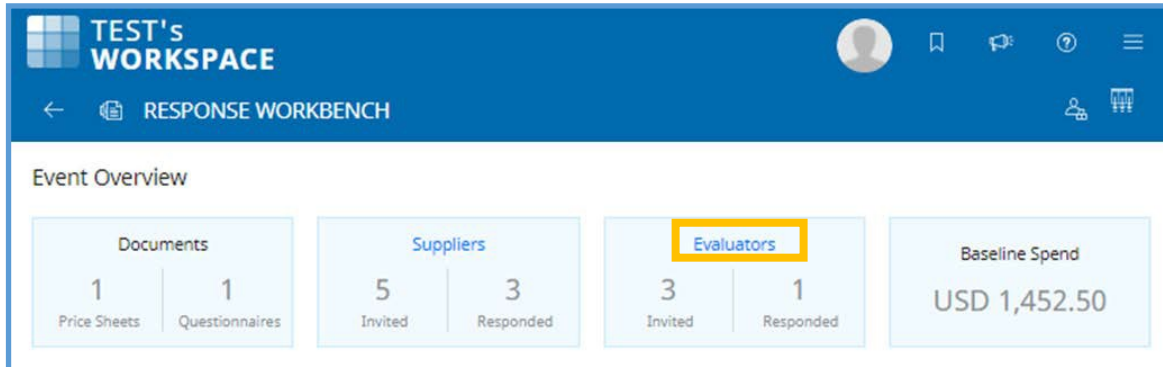 TEST's
WORKSPACE
RESPONSE WORKBENCH
Event Overview
Documents
1 1
Price Sheets Questionnaires
Suppliers
5 3
Invited Responded
Evaluators
3 1
Invited Responded
Baseline Spend
USD 1,452.50